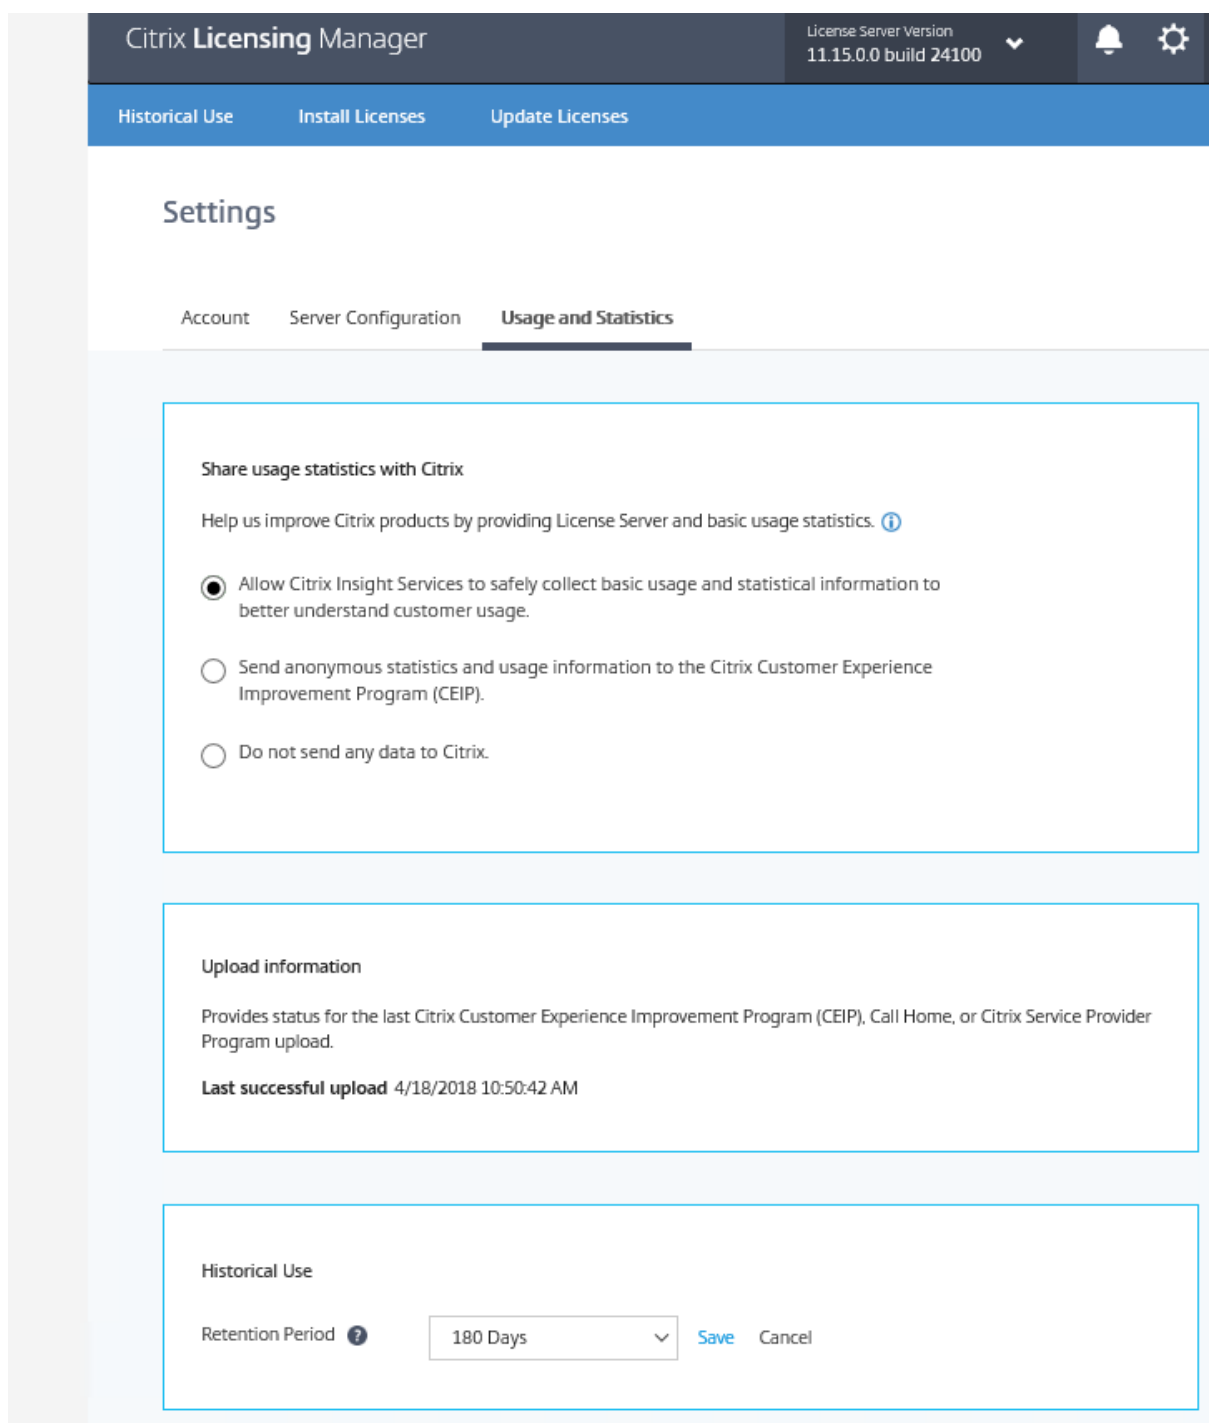 Citrix Licensing Manager
License Server Version
11.15.0.0 build 24100
Historical Use
Install Licenses
Update Licenses
Settings
Account
Server Configuration
Usage and Statistics
Share usage statistics with Citrix
Help us improve Citrix products by providing License Server and basic usage statistics.
Allow Citrix Insight Services to safely collect basic usage and statistical information to
better understand customer usage.
Send anonymous statistics and usage information to the Citrix Customer Experience
Improvement Program (CEIP).
Do not send any data to Citrix.
Upload information
Provides status for the last Citrix Customer Experience Improvement Program (CEIP), Call Home, or Citrix Service Provider
Program upload.
Last successful upload 4/18/2018 10:50:42 AM
Historical Use
Retention Period ?
180 Days
Save
Cancel